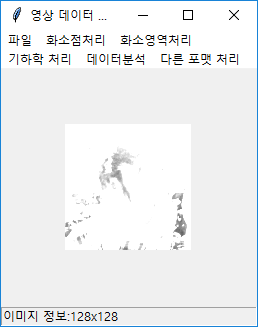 영상 데이터 ...
파일 화소점처리 화소영역처리
기하학 처리 데이터분석 다른 포맷 처리
이미지 정보:128x128